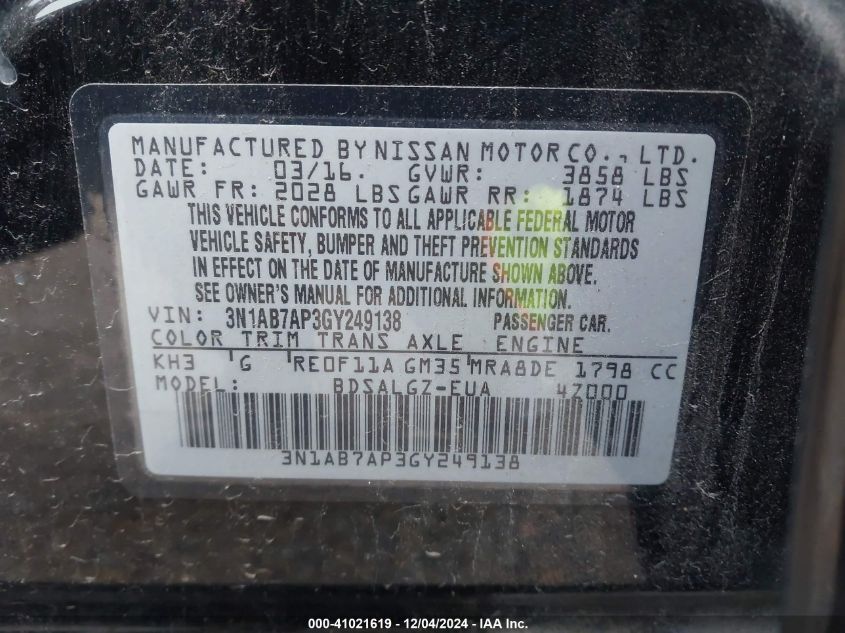 MANUFACTURED BY NISSAN MOTOR CO., LTD.
DATE: 03/16. GVWR: 3858 LBS
GAWR FR: 2028 LBS GAWR RR: 1874 LBS
THIS VEHICLE CONFORMS TO ALL APPLICABLE FEDERAL MOTOR
VEHICLE SAFETY, BUMPER AND THEFT PREVENTION STANDARDS
IN EFFECT ON THE DATE OF MANUFACTURE SHOWN ABOVE.
SEE OWNER'S MANUAL FOR ADDITIONAL INFORMATION.
VIN: 3N1AB7AP3GY249138 PASSENGER CAR.
COLOR TRIM TRANS AXLE ENGINE
KH3 G RE0F11A GM35 MRA8DE 1798 CC
MODEL: BDSALGZ-EUA 4Z000
3N1AB7AP3GY249138
000-41021619 - 12/04/2024 - IAA Inc.